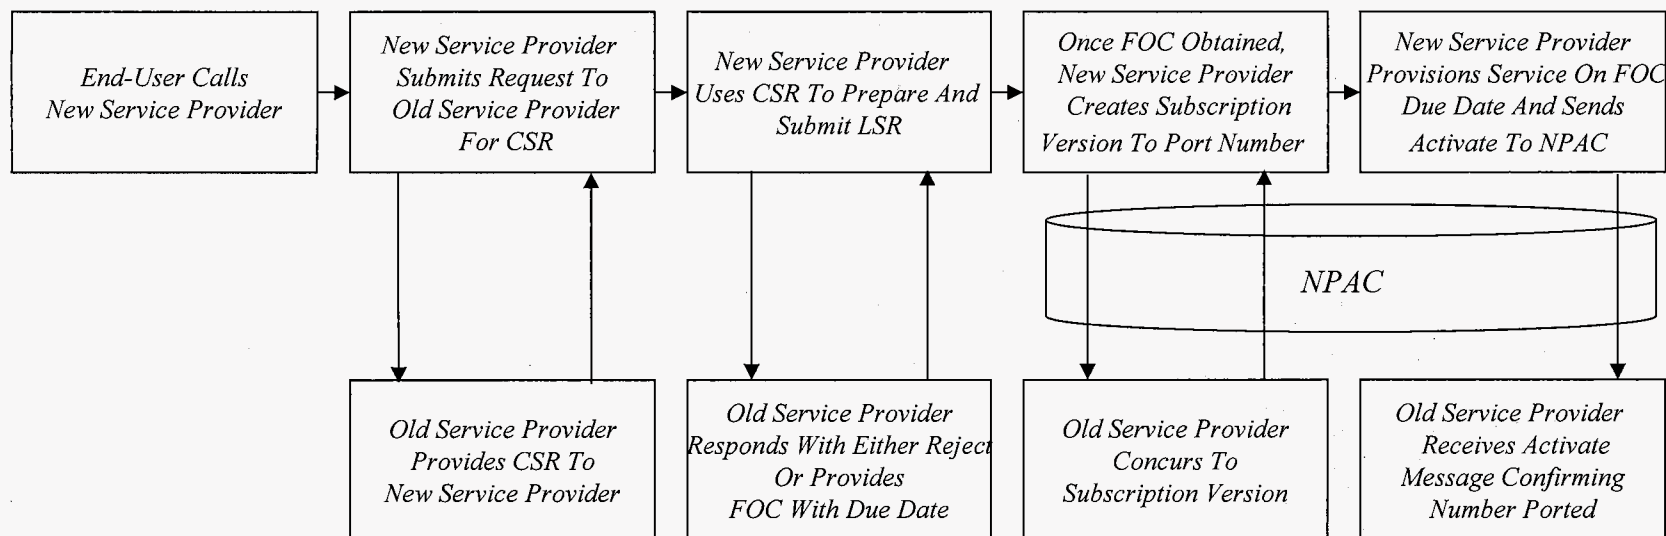 End-User Calls
New Service Provider
New Service Provider
Submits Request To
Old Service Provider
For CSR
New Service Provider
Uses CSR To Prepare And
Submit LSR
Once FOC Obtained,
New Service Provider
Creates Subscription
Version To Port Number
New Service Provider
Provisions Service On FOC
Due Date And Sends
Activate To NPAC
NPAC
Old Service Provider
Provides CSR To
New Service Provider
Old Service Provider
Responds With Either Reject
Or Provides
FOC With Due Date
Old Service Provider
Concurs To
Subscription Version
Old Service Provider
Receives Activate
Message Confirming
Number Ported